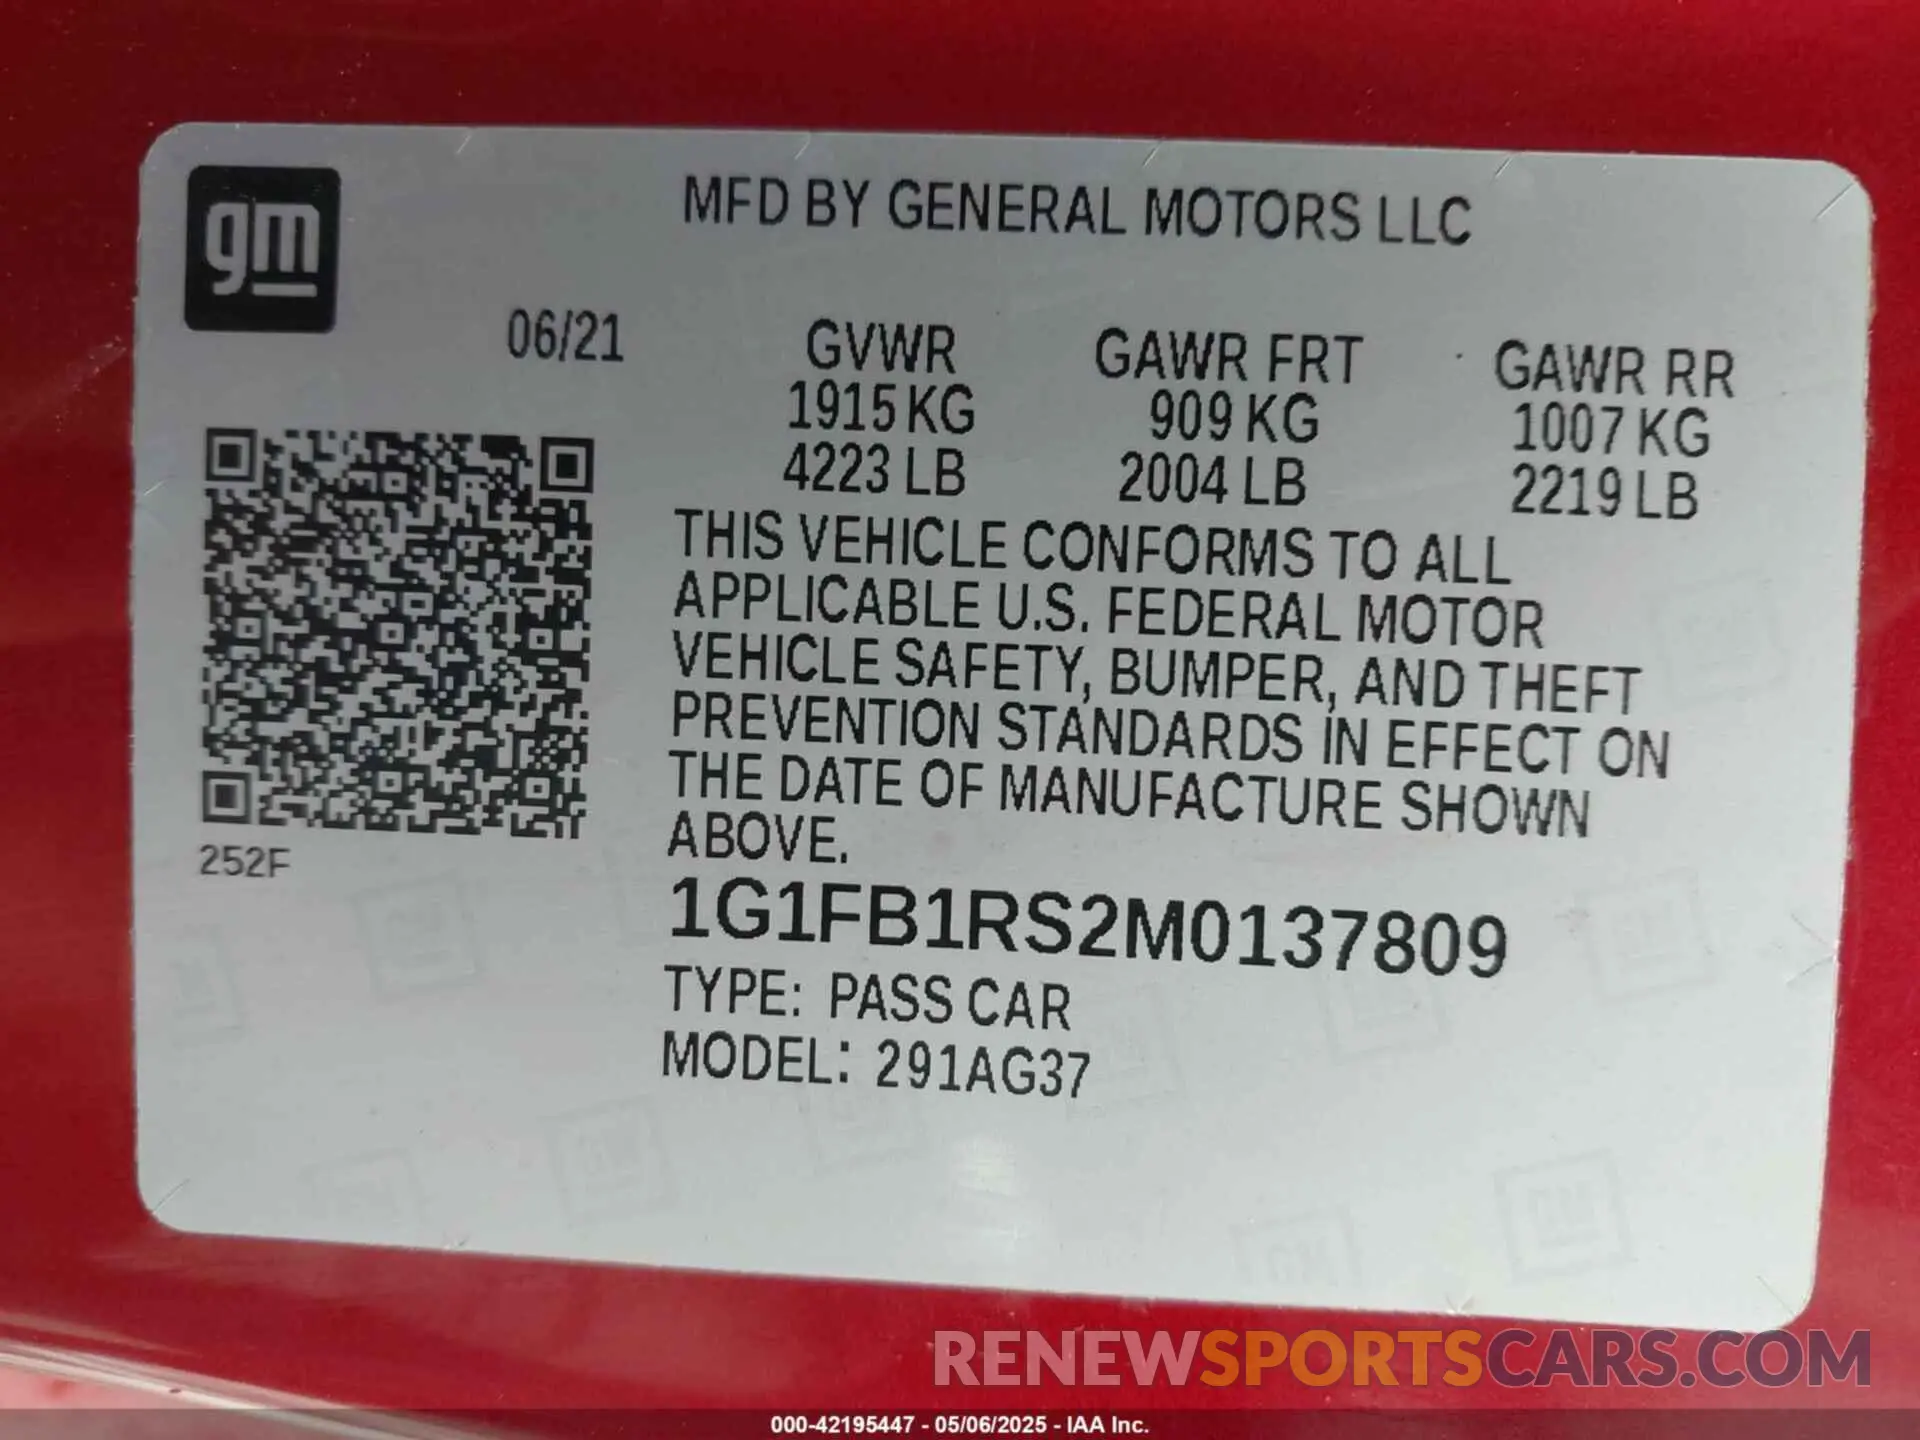 gm
MFD BY GENERAL MOTORS LLC
06/21
GVWR GAWR FRT GAWR RR
1915 KG 909 KG 1007 KG
4223 LB 2004 LB 2219 LB
THIS VEHICLE CONFORMS TO ALL
APPLICABLE U.S. FEDERAL MOTOR
VEHICLE SAFETY, BUMPER, AND THEFT
PREVENTION STANDARDS IN EFFECT ON
THE DATE OF MANUFACTURE SHOWN
ABOVE.
252F
1G1FB1RS2M0137809
TYPE: PASS CAR
MODEL: 291AG37
RENEWSPORTSCARS.COM
000-42195447 - 05/06/2025 - IAA Inc.